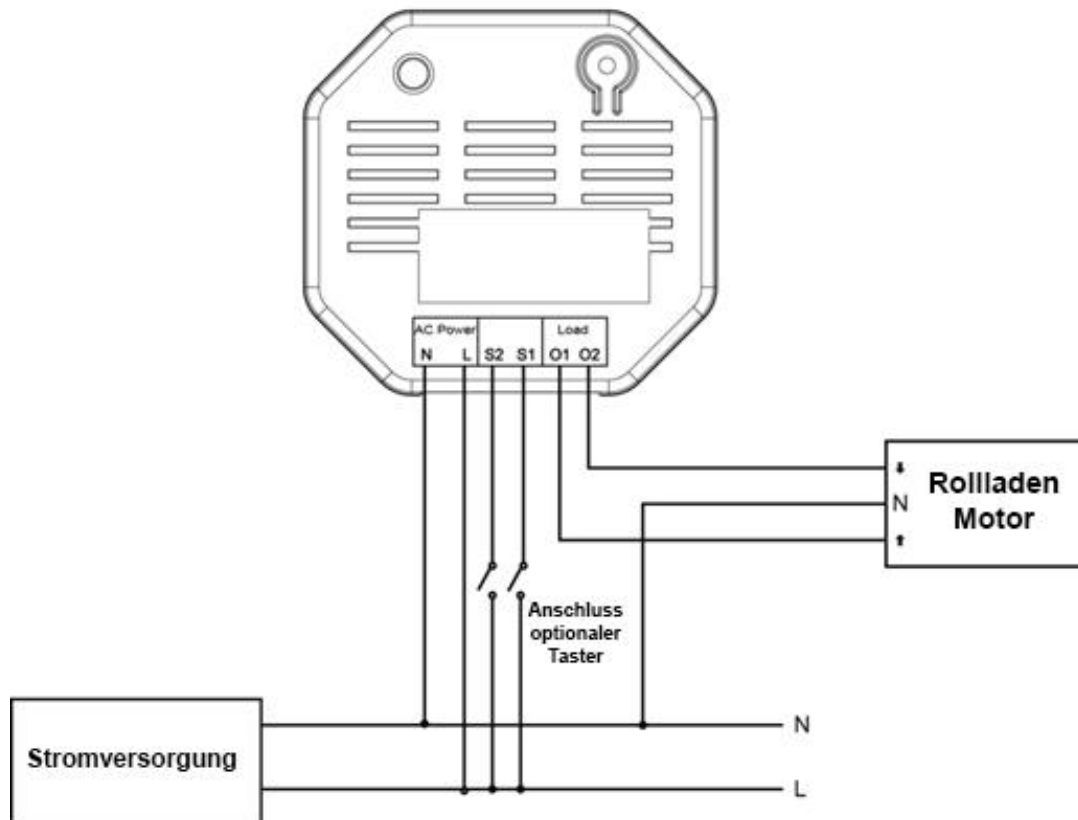 AC Power
Load
N L S2 S1 O1 O2
Rollladen
N
Motor
Anschluss
optionaler
Taster
N
Stromversorgung
L